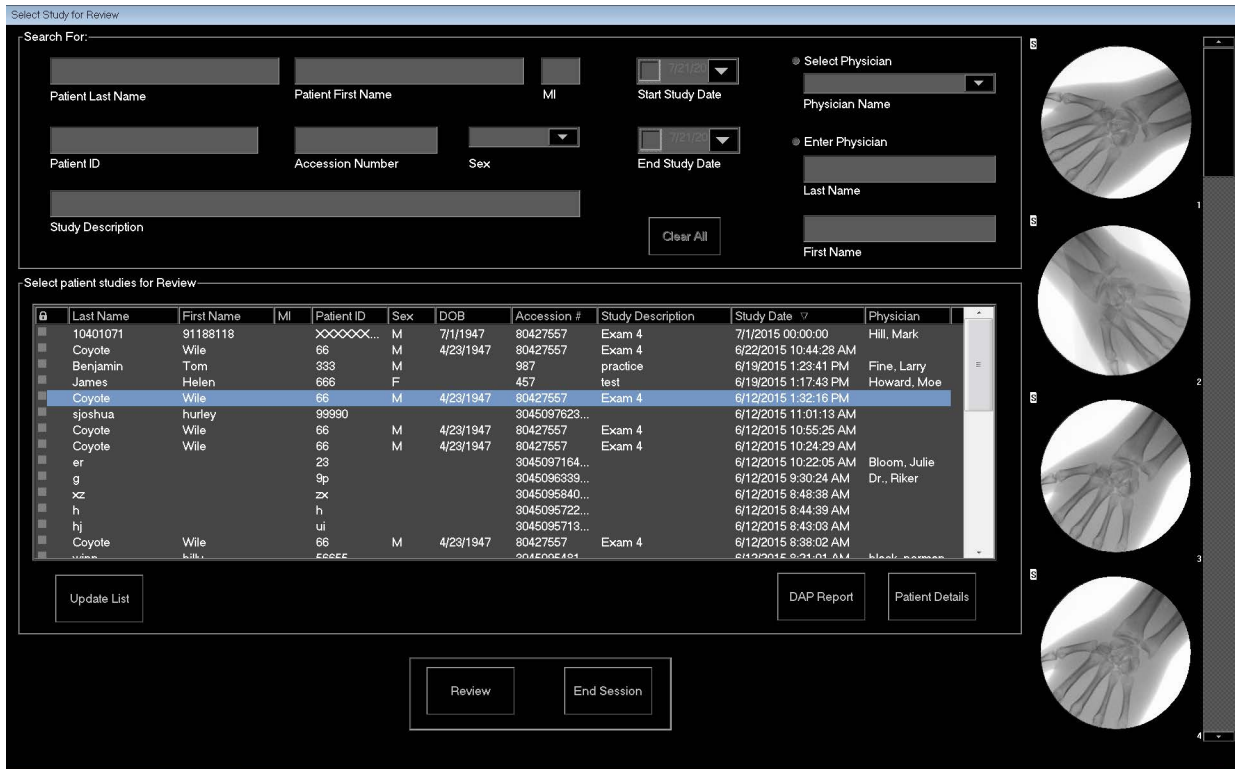 Select Study for Review
Search For:
Patient Last Name Patient First Name MI Start Study Date
7/21/20
Select Physician
Physician Name
Patient ID Accession Number Sex End Study Date
7/21/20
Enter Physician
Last Name
Study Description
Clear All
First Name
Select patient studies for Review
Last Name First Name MI Patient ID Sex DOB Accession # Study Description Study Date Physician
10401071 91188118 XXXXXX... M 7/1/1947 80427557 Exam 4 7/1/2015 00:00:00 Hill, Mark
Coyote Wile 66 M 4/23/1947 80427557 Exam 4 6/22/2015 10:44:28 AM
Benjamin Tom 333 M 987 practice 6/19/2015 1:23:41 PM Fine, Larry
James Helen 666 F 457 test 6/19/2015 1:17:43 PM Howard, Moe
Coyote Wile 66 M 4/23/1947 80427557 Exam 4 6/12/2015 1:32:16 PM
sjoshua hurley 99990 3045097623... 6/12/2015 11:01:13 AM
Coyote Wile 66 M 4/23/1947 80427557 Exam 4 6/12/2015 10:55:25 AM
Coyote Wile 66 M 4/23/1947 80427557 Exam 4 6/12/2015 10:24:29 AM
er 23 3045097164... 6/12/2015 10:22:05 AM Bloom, Julie
g 9p 3045096339... 6/12/2015 9:30:24 AM Dr., Riker
xz zx 3045095840... 6/12/2015 8:48:38 AM
h h 3045095722... 6/12/2015 8:44:39 AM
hj ui 3045095713... 6/12/2015 8:43:03 AM
Coyote Wile 66 M 4/23/1947 80427557 Exam 4 6/12/2015 8:38:02 AM
Update List DAP Report Patient Details
Review End Session
S
1
S
2
S
3
S
4